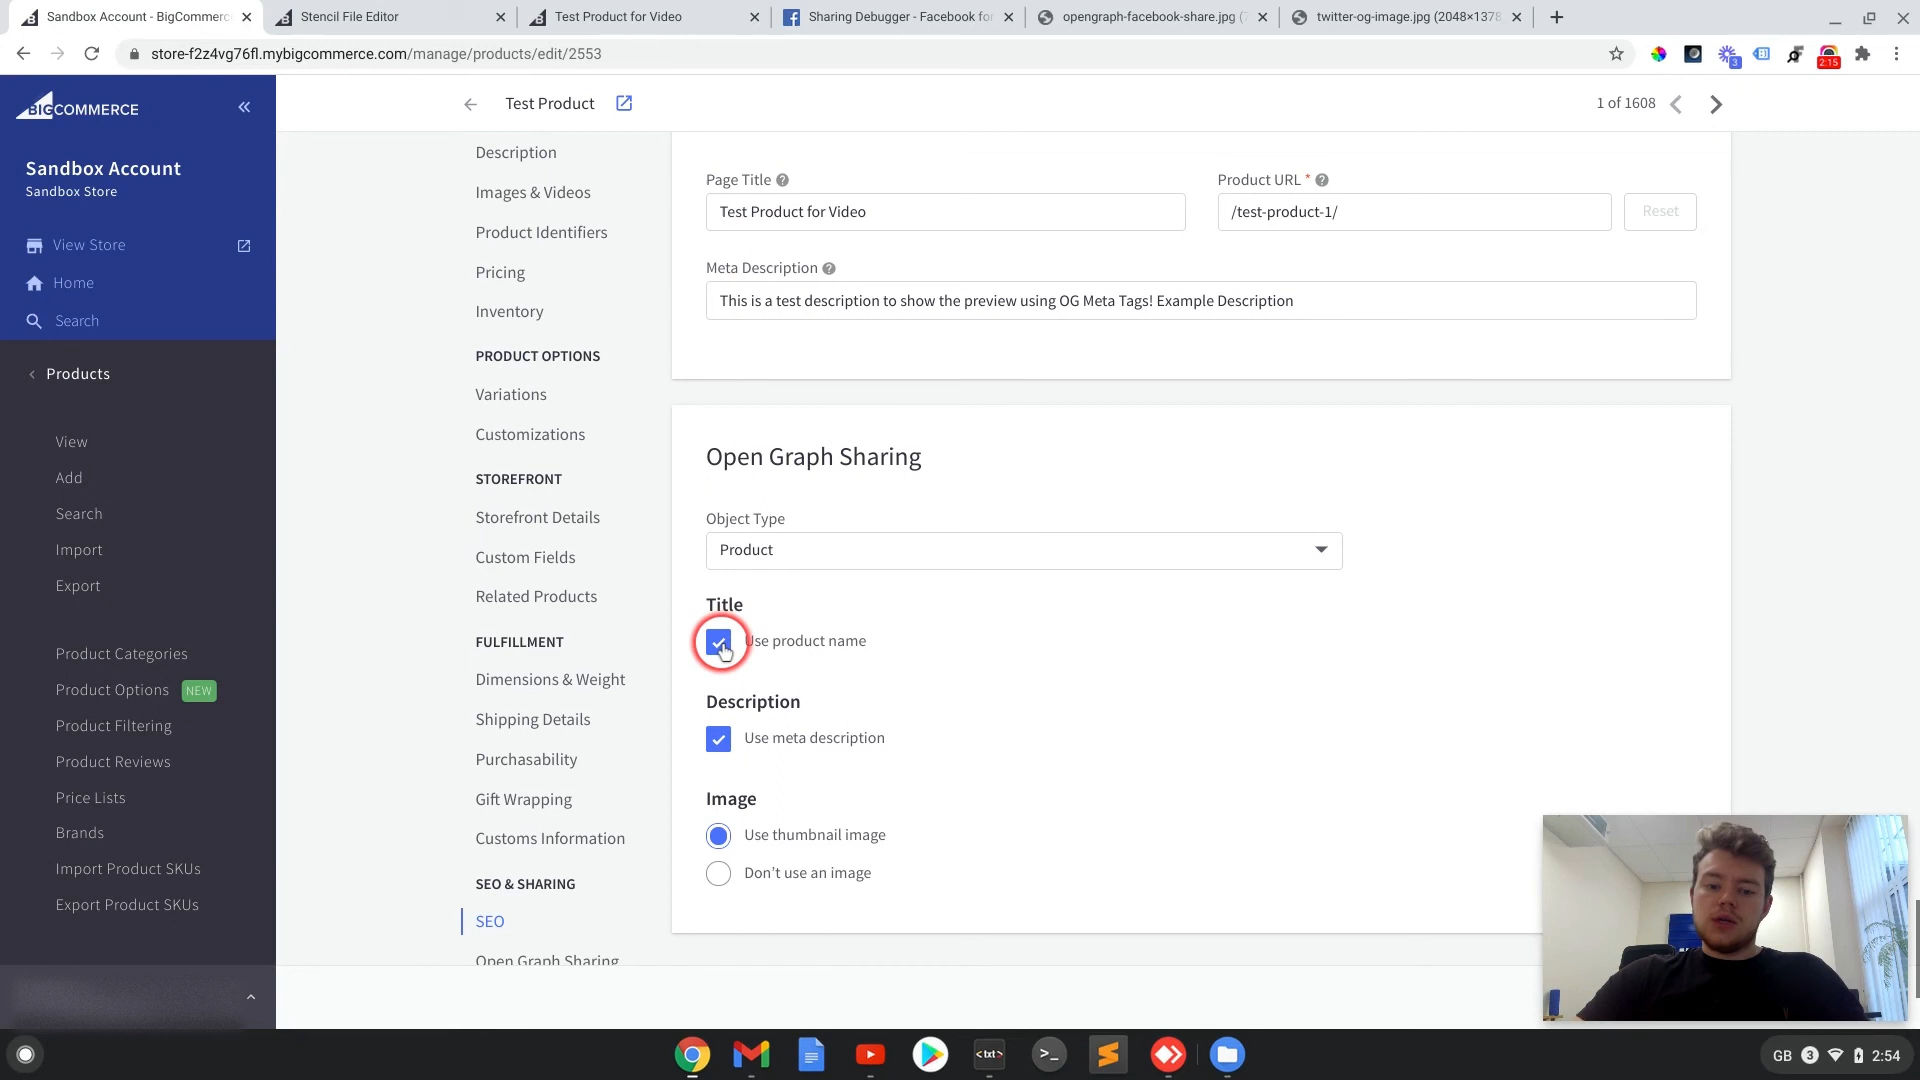 Sandbox Account - BigCommerc
Stencil File Editor
Test Product for Video
Sharing Debugger - Facebook for
opengraph-facebook-share.jpg (7
twitter-og-image.jpg (2048×1378
store-f2z4vg76fl.mybigcommerce.com/manage/products/edit/2553
3
2:15
BIGCOMMERCE
Sandbox Account
Sandbox Store
View Store
Home
Search
Products
View
Add
Search
Import
Export
Product Categories
Product Options NEW
Product Filtering
Product Reviews
Price Lists
Brands
Import Product SKUs
Export Product SKUs
Test Product
1 of 1608
Description
Images & Videos
Product Identifiers
Pricing
Inventory
PRODUCT OPTIONS
Variations
Customizations
STOREFRONT
Storefront Details
Custom Fields
Related Products
FULFILLMENT
Dimensions & Weight
Shipping Details
Purchasability
Gift Wrapping
Customs Information
SEO & SHARING
SEO
Open Graph Sharing
Page Title
Test Product for Video
Product URL *
/test-product-1/
Reset
Meta Description
This is a test description to show the preview using OG Meta Tags! Example Description
Open Graph Sharing
Object Type
Product
Title
Use product name
Description
Use meta description
Image
Use thumbnail image
Don't use an image
<txt>
>_
GB 3 2:54